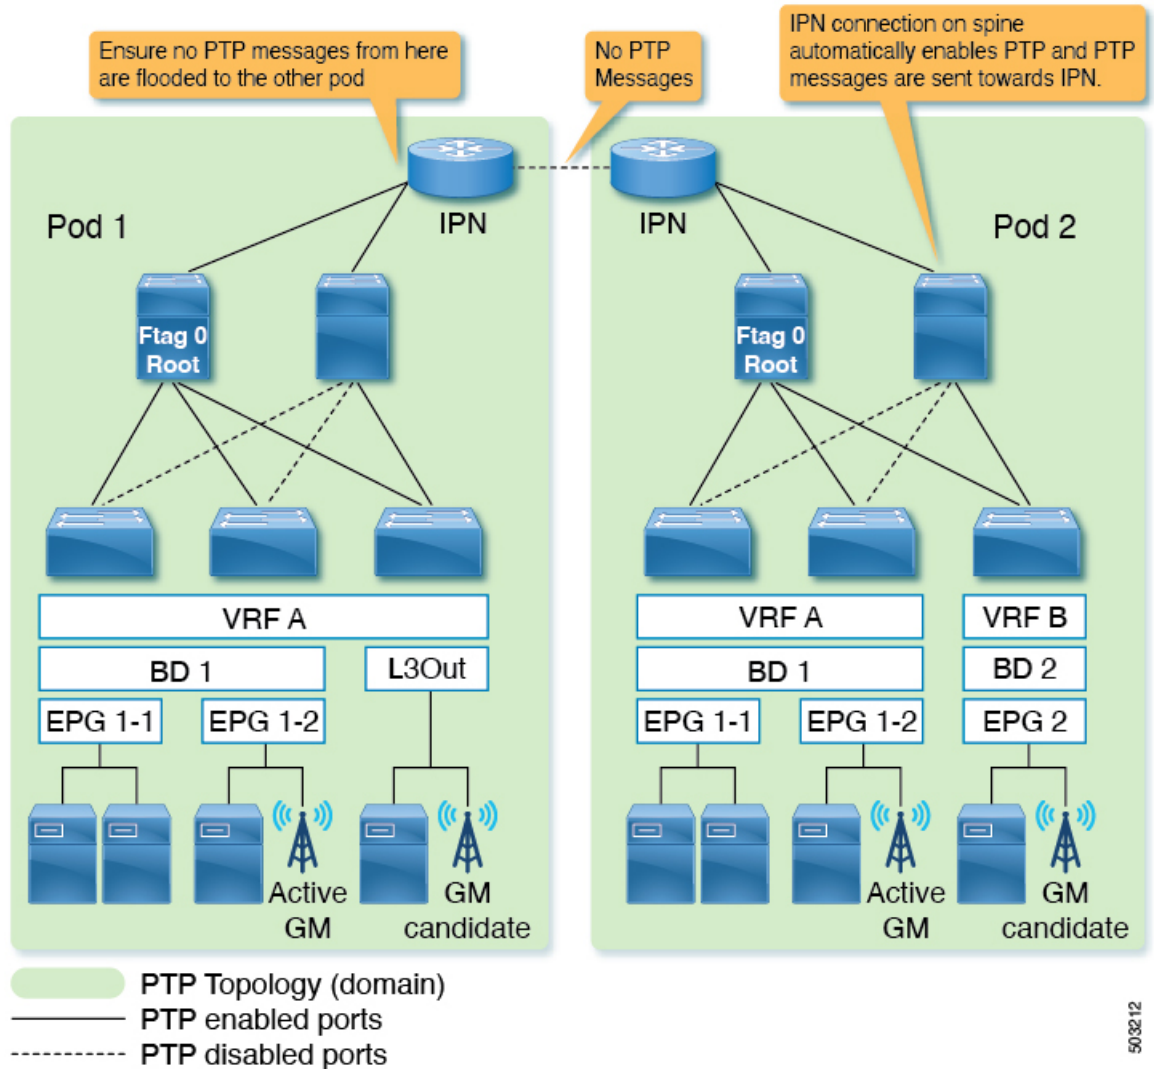 Ensure no PTP messages from here
are flooded to the other pod
No PTP
Messages
IPN connection on spine
automatically enables PTP and PTP
messages are sent towards IPN.
Pod 1
IPN
IPN
Pod 2
Ftag 0
Root
Ftag 0
Root
VRF A
BD 1
L3Out
EPG 1-1
EPG 1-2
Active
GM
GM
candidate
VRF A
VRF B
BD 1
BD 2
EPG 1-1
EPG 1-2
EPG 2
Active
GM
GM
candidate
PTP Topology (domain)
PTP enabled ports
PTP disabled ports
503212